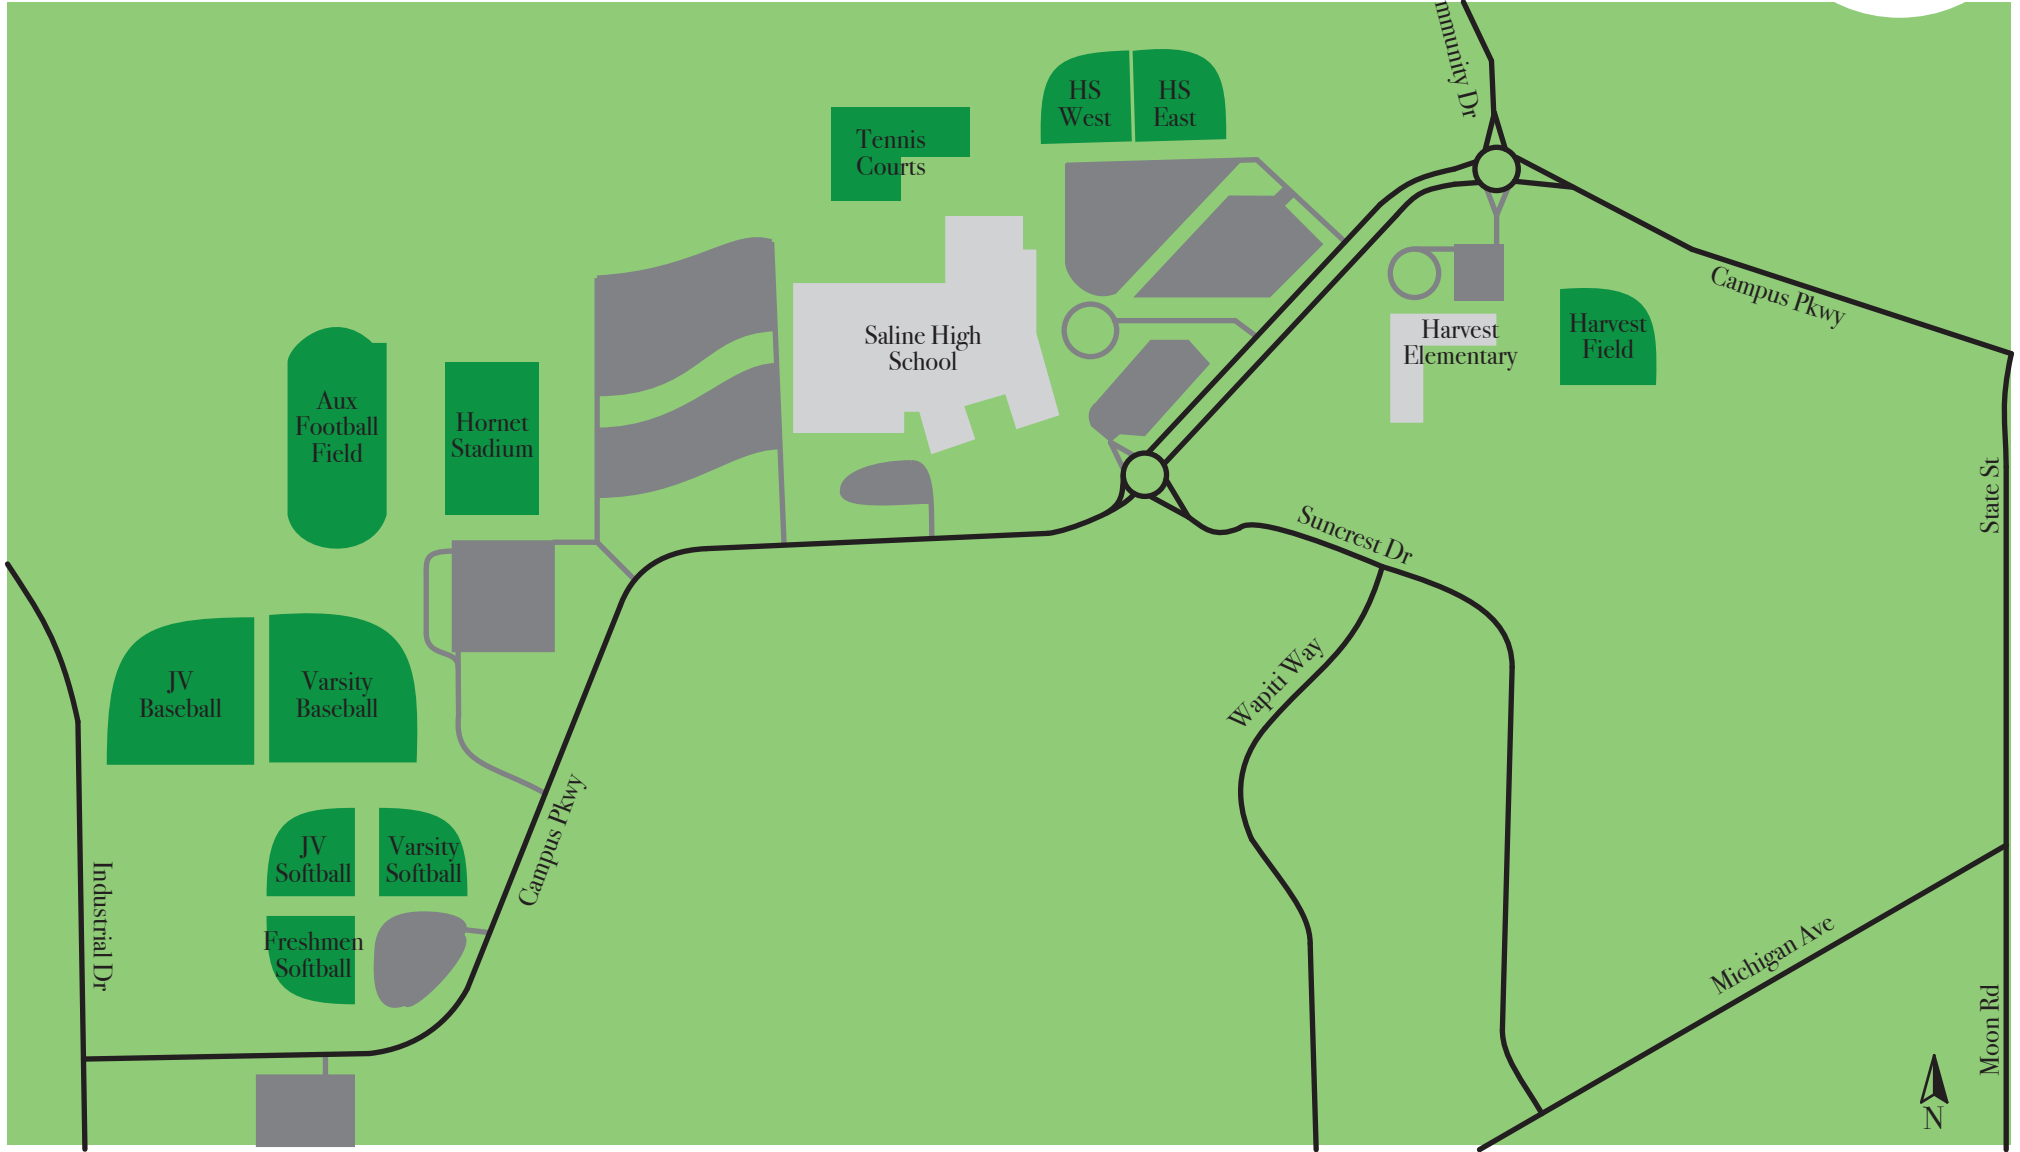 mmunity Dr
HS
West
HS
East
Tennis
Courts
Campus Pkwy
Saline High
School
Harvest
Elementary
Harvest
Field
Aux
Football
Field
Hornet
Stadium
State St
Suncrest Dr
Wapiti Way
JV
Baseball
Varsity
Baseball
Campus Pkwy
JV
Softball
Varsity
Softball
Industrial Dr
Freshmen
Softball
Michigan Ave
Moon Rd
N